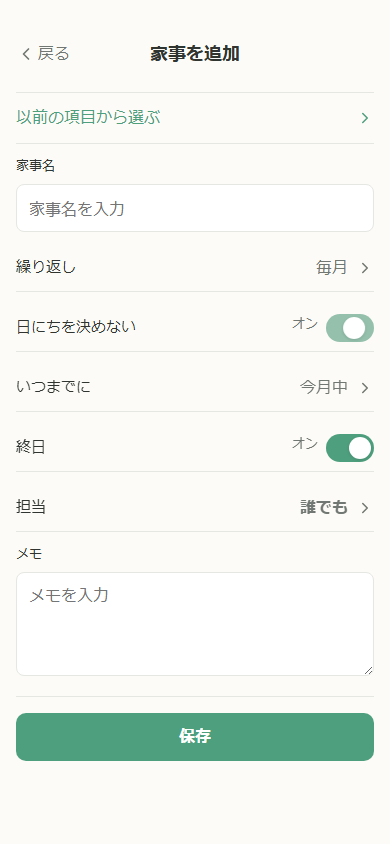 戻る
家事を追加
以前の項目から選ぶ
家事名
家事名を入力
繰り返し 毎月
日にちを決めない オン
いつまでに 今月中
終日 オン
担当 誰でも
メモ
メモを入力
保存